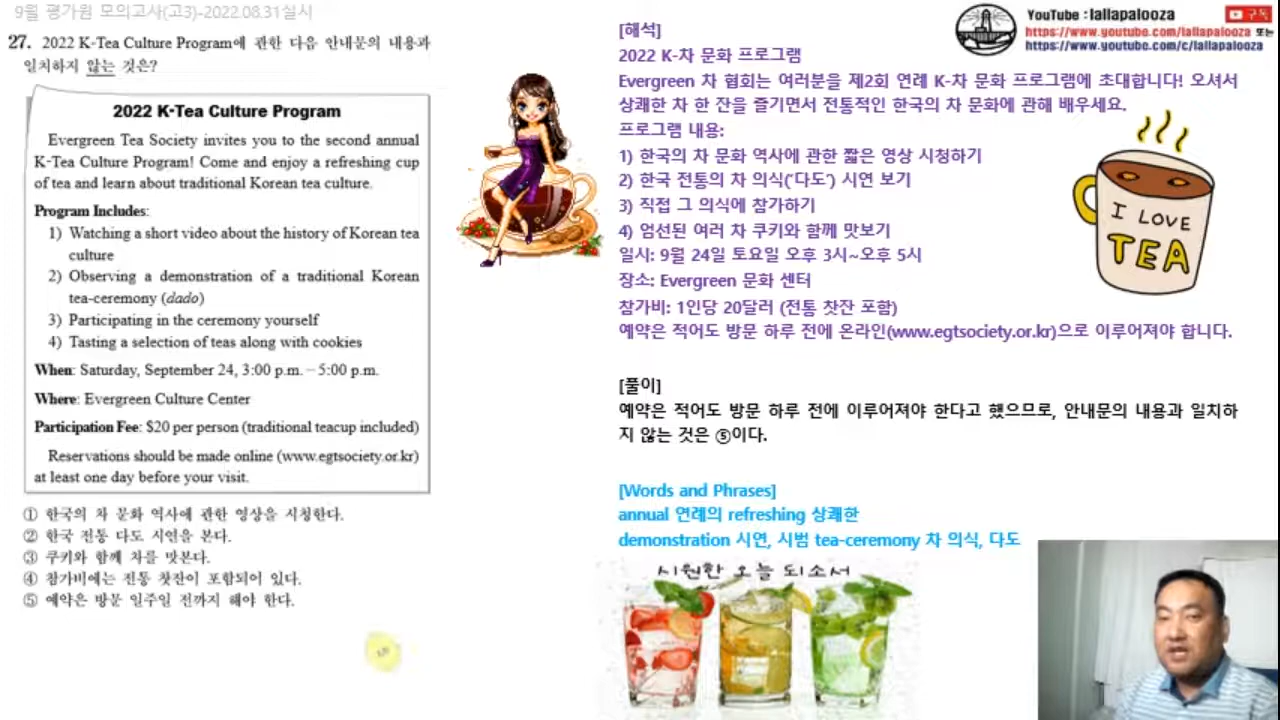 9월 평가원 모의고사(고3)-2022.08.31실시
27. 2022 K-Tea Culture Program에 관한 다음 안내문의 내용과
일치하지 않는 것은?
2022 K-Tea Culture Program
Evergreen Tea Society invites you to the second annual
K-Tea Culture Program! Come and enjoy a refreshing cup
of tea and learn about traditional Korean tea culture.
Program Includes:
1) Watching a short video about the history of Korean tea
culture
2) Observing a demonstration of a traditional Korean
tea-ceremony (dado)
3) Participating in the ceremony yourself
4) Tasting a selection of teas along with cookies
When: Saturday, September 24, 3:00 p.m. – 5:00 p.m.
Where: Evergreen Culture Center
Participation Fee: $20 per person (traditional teacup included)
Reservations should be made online (www.egtsociety.or.kr)
at least one day before your visit.
① 한국의 차 문화 역사에 관한 영상을 시청한다.
② 한국 전통 다도 시연을 본다.
③ 쿠키와 함께 차를 맛본다.
④ 참가비에는 전통 찻잔이 포함되어 있다.
⑤ 예약은 방문 일주일 전까지 해야 한다.
[해석]
2022 K-차 문화 프로그램
Evergreen 차 협회는 여러분을 제2회 연례 K-차 문화 프로그램에 초대합니다! 오셔서
상쾌한 차 한 잔을 즐기면서 전통적인 한국의 차 문화에 관해 배우세요.
프로그램 내용:
1) 한국의 차 문화 역사에 관한 짧은 영상 시청하기
2) 한국 전통의 차 의식('다도') 시연 보기
3) 직접 그 의식에 참가하기
4) 엄선된 여러 차 쿠키와 함께 맛보기
일시: 9월 24일 토요일 오후 3시~오후 5시
장소: Evergreen 문화 센터
참가비: 1인당 20달러 (전통 찻잔 포함)
예약은 적어도 방문 하루 전에 온라인(www.egtsociety.or.kr)으로 이루어져야 합니다.
[풀이]
예약은 적어도 방문 하루 전에 이루어져야 한다고 했으므로, 안내문의 내용과 일치하
지 않는 것은 ⑤이다.
[Words and Phrases]
annual 연례의 refreshing 상쾌한
demonstration 시연, 시범 tea-ceremony 차 의식, 다도
시원한 오늘 되소서
YouTube : lallapalooza
구독
https://www.youtube.com/lallapalooza 또는
https://www.youtube.com/c/lallapalooza
I LOVE
TEA